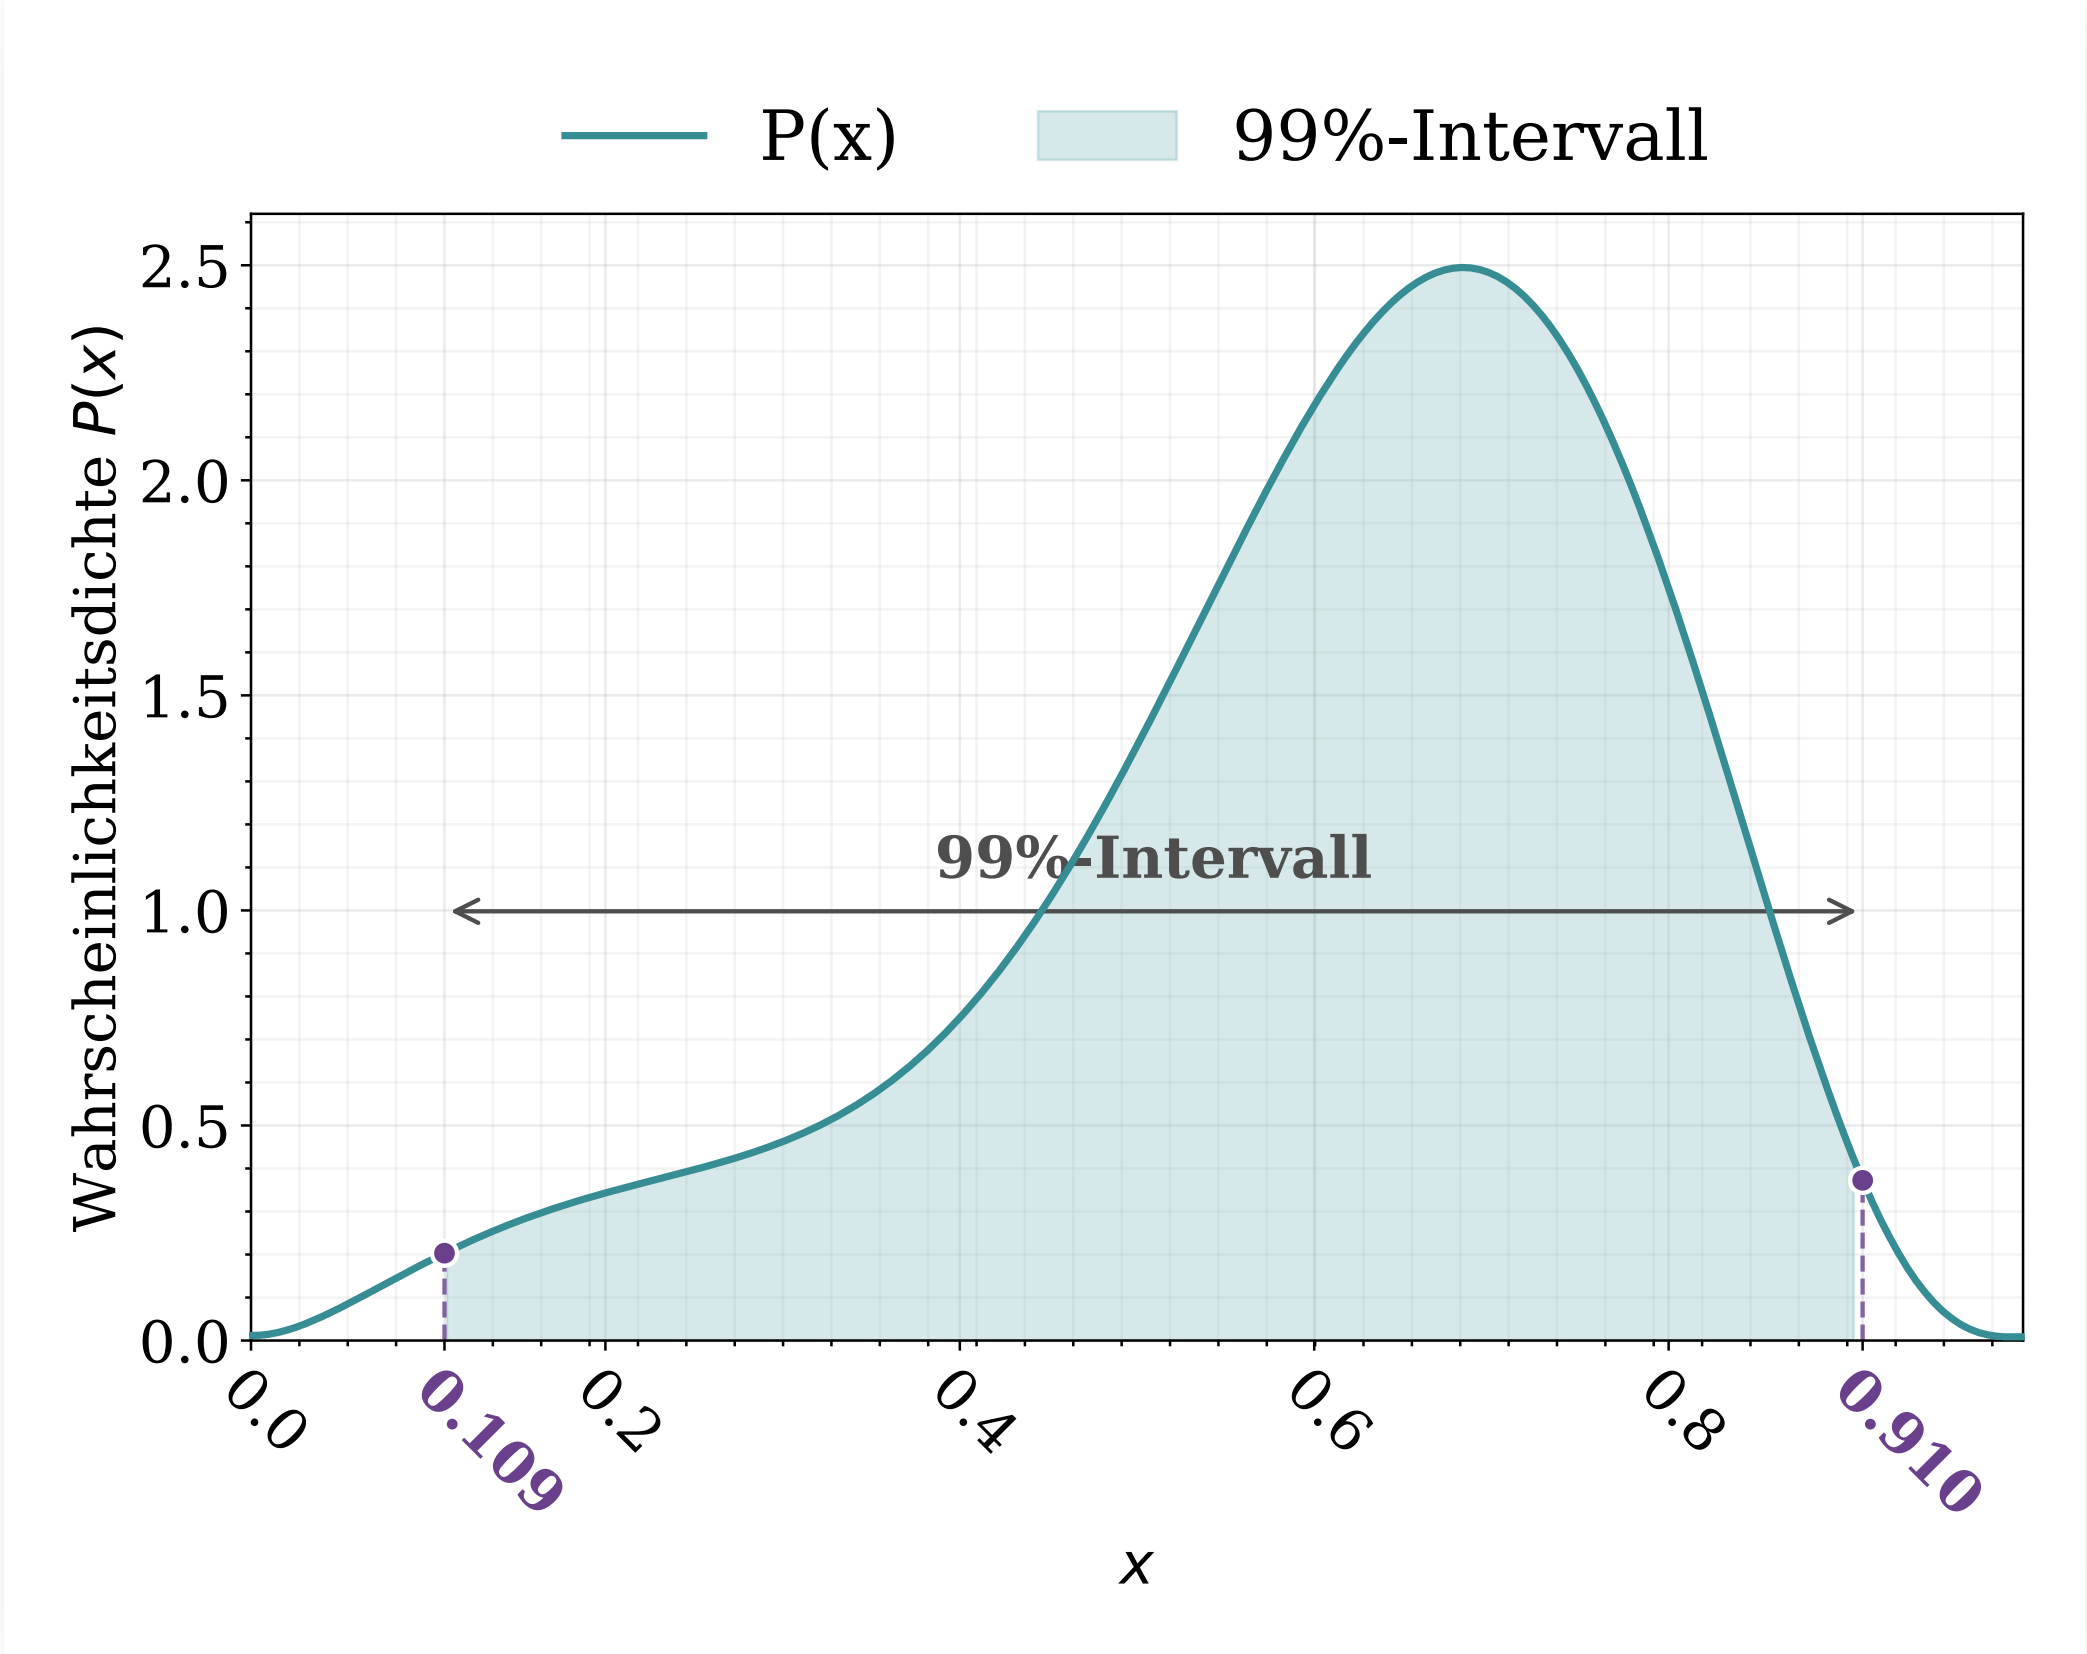 P(x) 99%-Intervall
Wahrscheinlichkeitsdichte P(x)
2.5
2.0
1.5
1.0
0.5
0.0
99%-Intervall
0.0 0.109 0.2 0.4 0.6 0.8 0.910
x